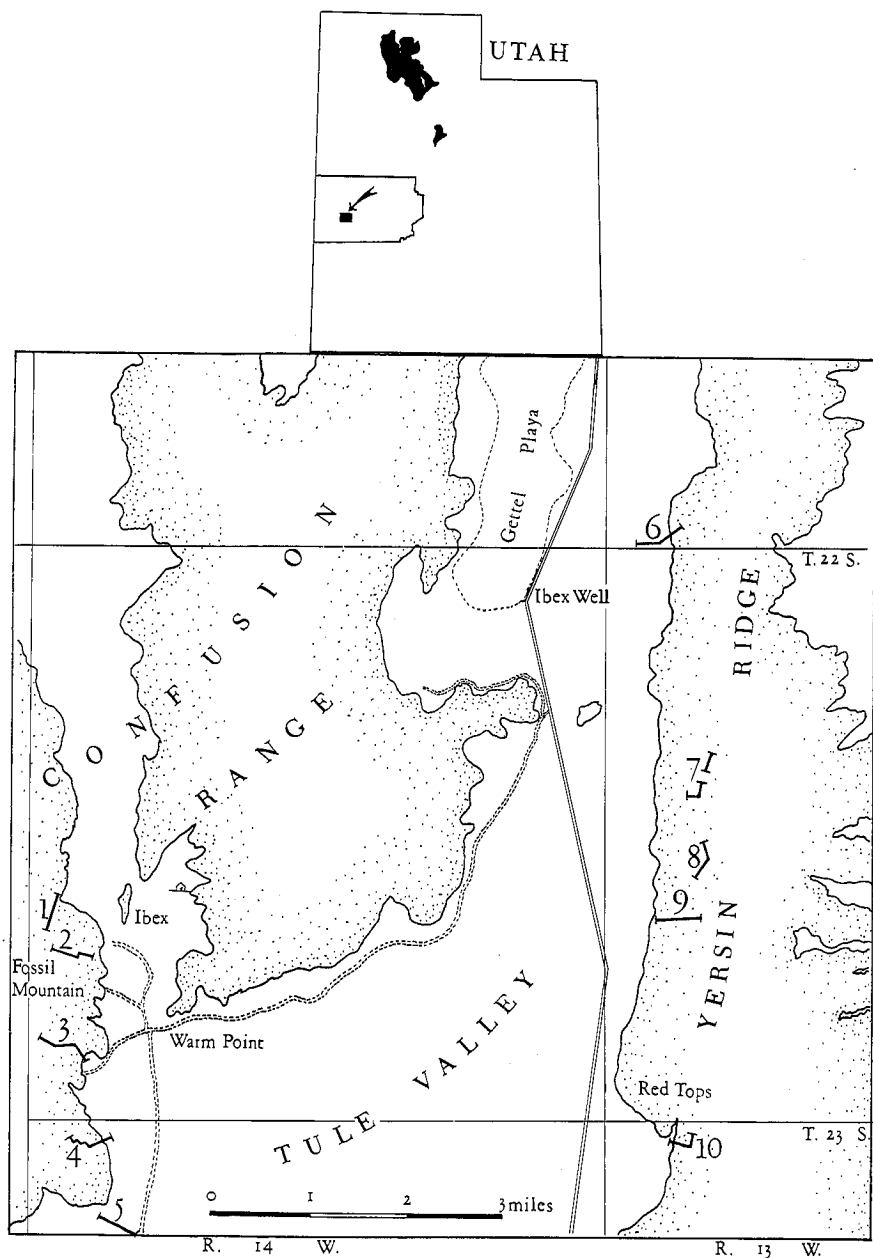 UTAH
Gettel Playa
6
T. 22 S.
Ibex Well
CONFUSION
RANGE
RIDGE
YERSIN
7
8
9
1
2
Ibex
Fossil
Mountain
3
Warm Point
TULE VALLEY
Red Tops
T. 23 S.
4
10
5
0 1 2 3 miles
R. 14 W.
R. 13 W.